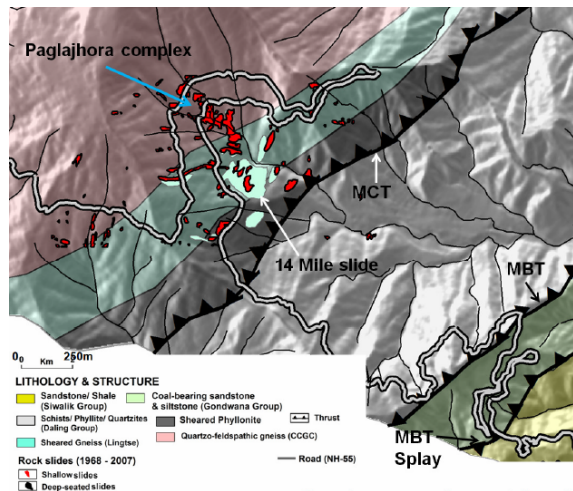 Paglajhora complex
MCT
14 Mile slide
MBT
MBT
Splay
0 Km 250m
LITHOLOGY & STRUCTURE
Sandstone/ Shale
(Siwalik Group)
Coal-bearing sandstone
& siltstone (Gondwana Group)
Schists/ Phyllite/ Quartzites
(Daling Group)
Sheared Phyllonite
Thrust
Sheared Gneiss (Lingtse)
Quartzo-feldspathic gneiss (CCGC)
Rock slides (1968 - 2007)
Shallow slides
Road (NH-55)
Deep-seated slides